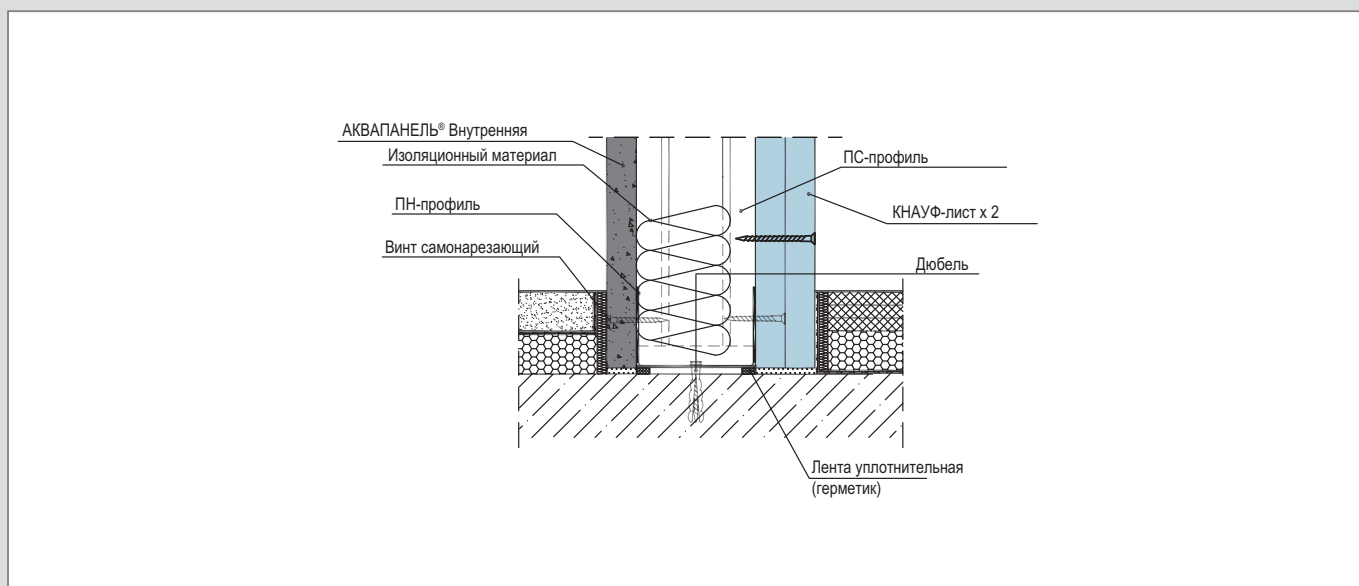 АКВАПАНЕЛЬ® Внутренняя
Изоляционный материал
ПН-профиль
Винт самонарезающий
ПС-профиль
КНАУФ-лист х 2
Дюбель
Лента уплотнительная
(герметик)